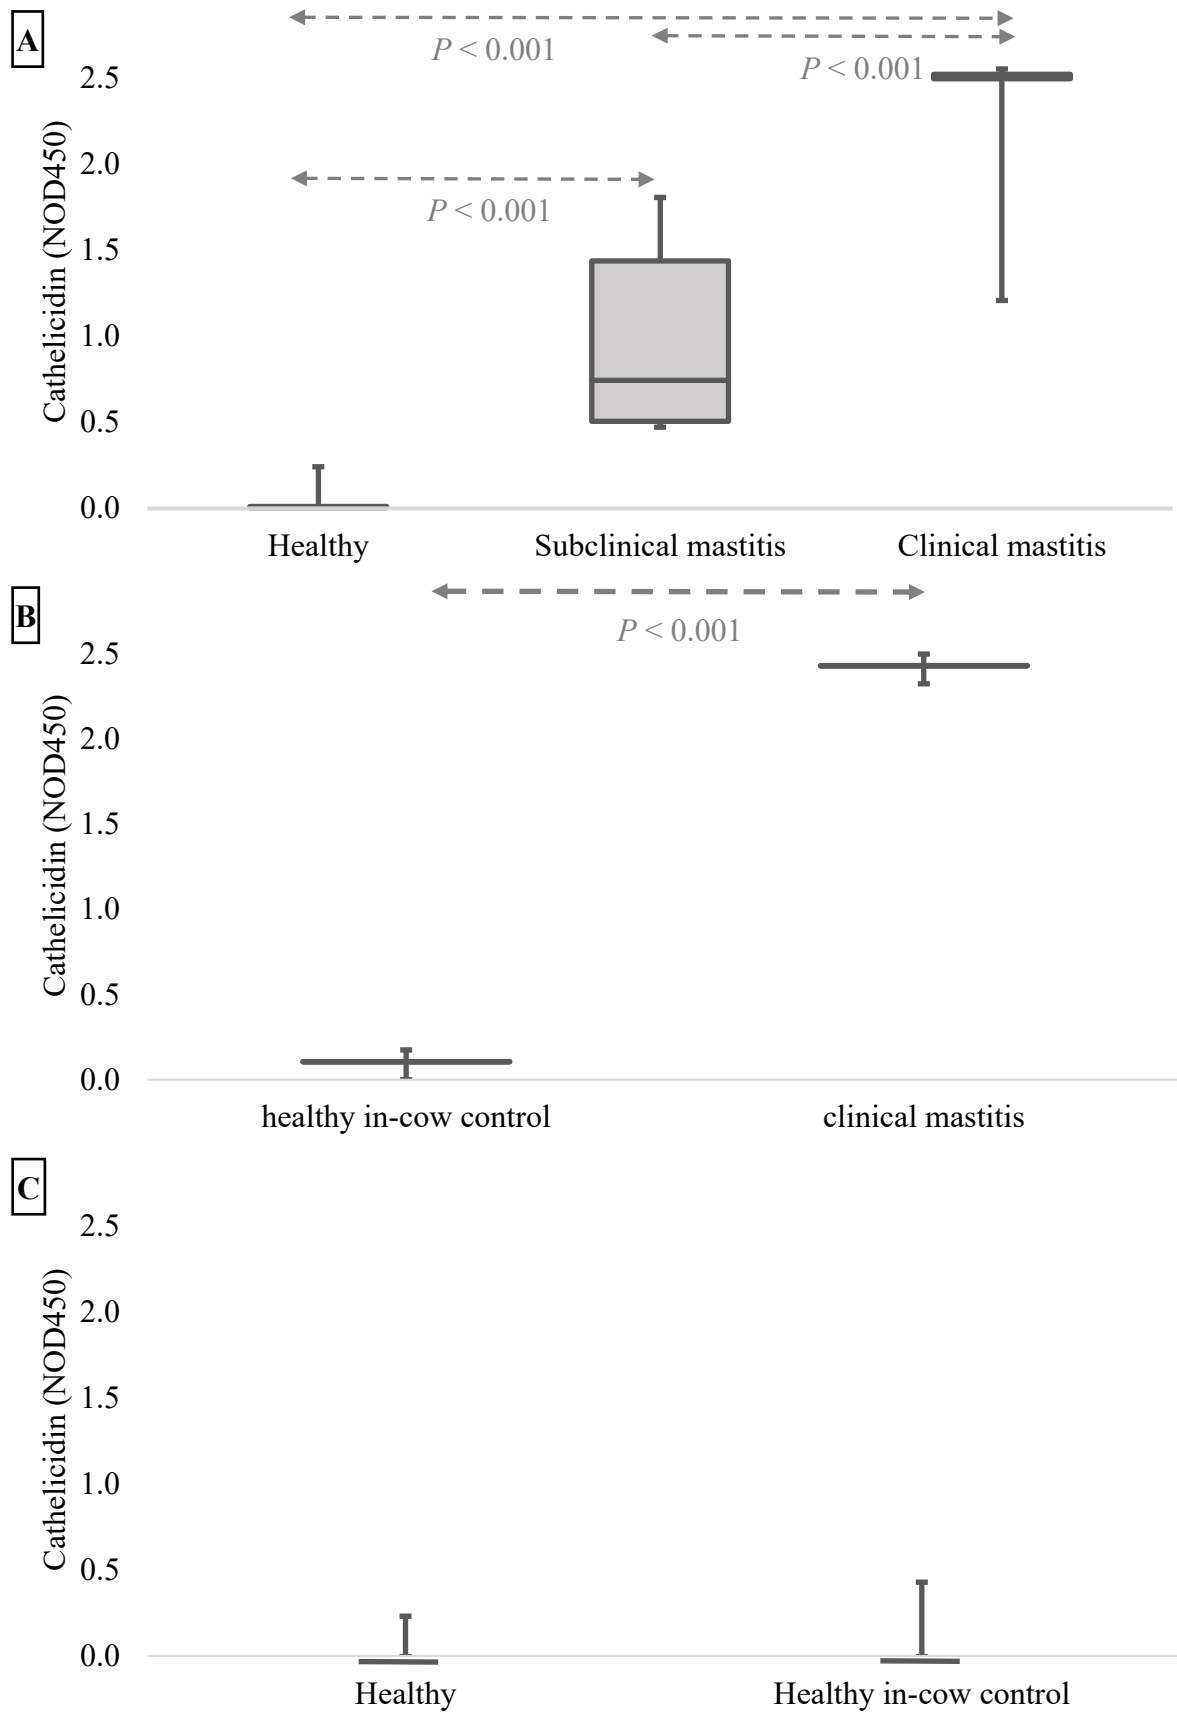 A
P < 0.001
P < 0.001
2.5
2.0
P < 0.001
1.5
1.0
0.5
0.0
Cathelicidin (NOD450)
Healthy
Subclinical mastitis
Clinical mastitis
B
P < 0.001
2.5
2.0
1.5
1.0
0.5
0.0
Cathelicidin (NOD450)
healthy in-cow control
clinical mastitis
C
2.5
2.0
1.5
1.0
0.5
0.0
Cathelicidin (NOD450)
Healthy
Healthy in-cow control